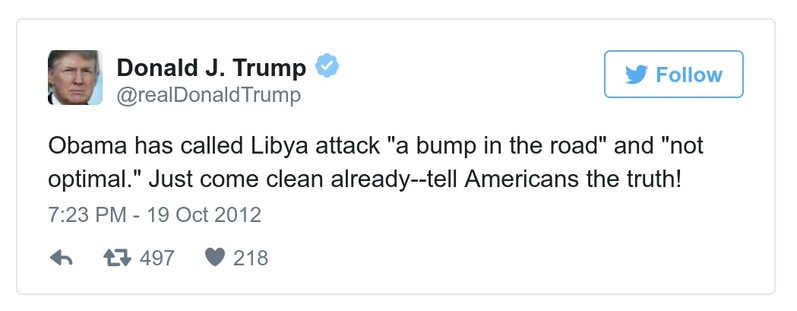 Donald J. Trump
@realDonaldTrump
Follow
Obama has called Libya attack "a bump in the road" and "not
optimal." Just come clean already--tell Americans the truth!
7:23 PM - 19 Oct 2012
497 218